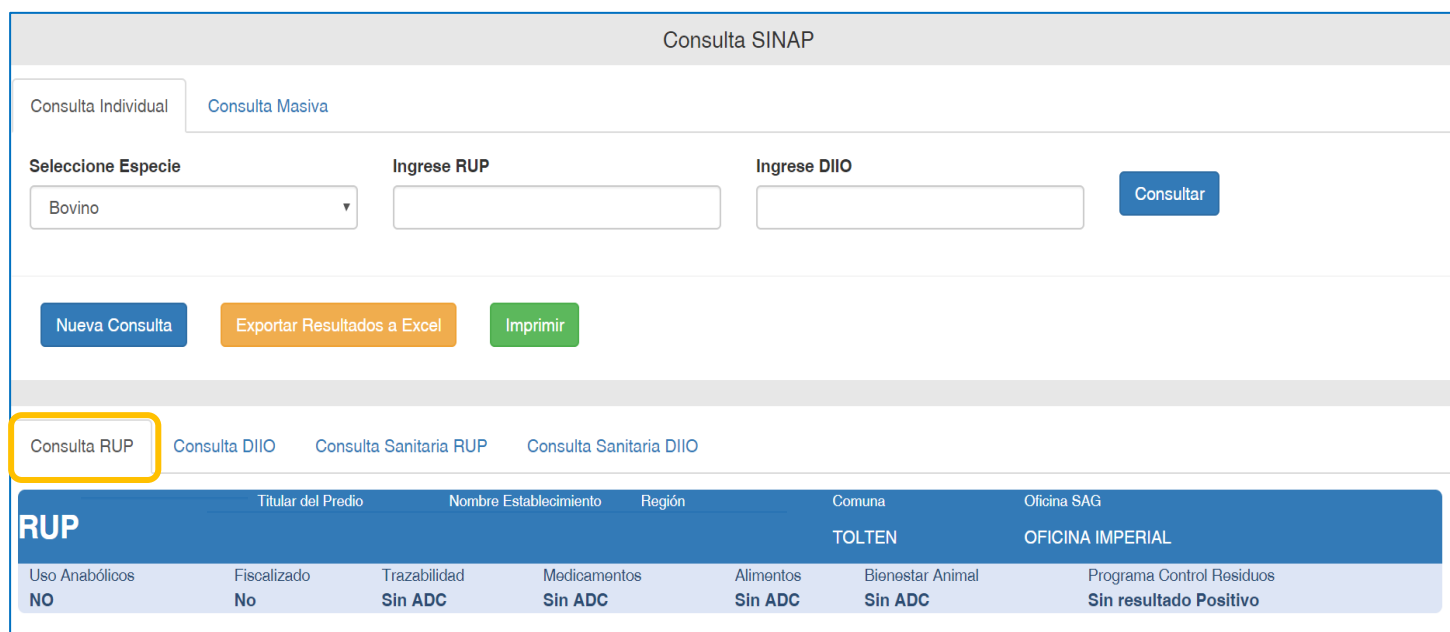 Consulta SINAP
Consulta Individual Consulta Masiva
Seleccione Especie Ingrese RUP Ingrese DIIO
Bovino Consultar
Nueva Consulta Exportar Resultados a Excel Imprimir
Consulta RUP Consulta DIIO Consulta Sanitaria RUP Consulta Sanitaria DIIO
Titular del Predio Nombre Establecimiento Región Comuna Oficina SAG
RUP TOLTEN OFICINA IMPERIAL
Uso Anabólicos Fiscalizado Trazabilidad Medicamentos Alimentos Bienestar Animal Programa Control Residuos
NO No Sin ADC Sin ADC Sin ADC Sin ADC Sin resultado Positivo